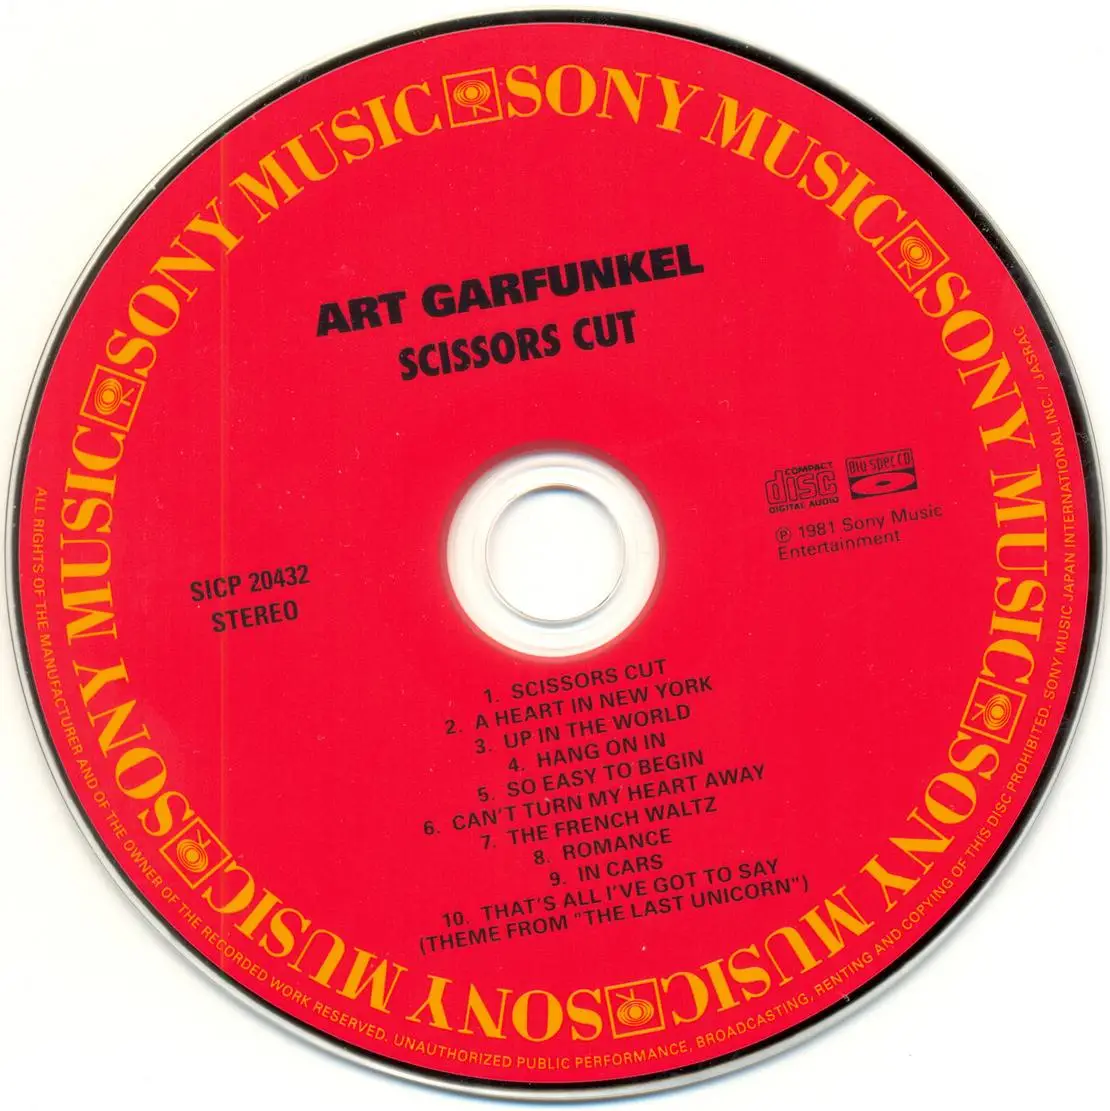 SONY MUSIC
SONY MUSIC
SONY MUSIC
SONY MUSIC
SONY MUSIC
SONY MUSIC
ART GARFUNKEL
SCISSORS CUT
COMPACT
disc
DIGITAL AUDIO
Blu specCD
℗ 1981 Sony Music
Entertainment
SICP 20432
STEREO
1. SCISSORS CUT
2. A HEART IN NEW YORK
3. UP IN THE WORLD
4. HANG ON IN
5. SO EASY TO BEGIN
6. CAN'T TURN MY HEART AWAY
7. THE FRENCH WALTZ
8. ROMANCE
9. IN CARS
10. THAT'S ALL I'VE GOT TO SAY
(THEME FROM "THE LAST UNICORN")
ALL RIGHTS OF THE MANUFACTURER AND OF THE OWNER OF THE RECORDED WORK RESERVED. UNAUTHORIZED PUBLIC PERFORMANCE, BROADCASTING, RENTING AND COPYING OF THIS DISC PROHIBITED. SONY MUSIC JAPAN INTERNATIONAL INC. / JASRAC